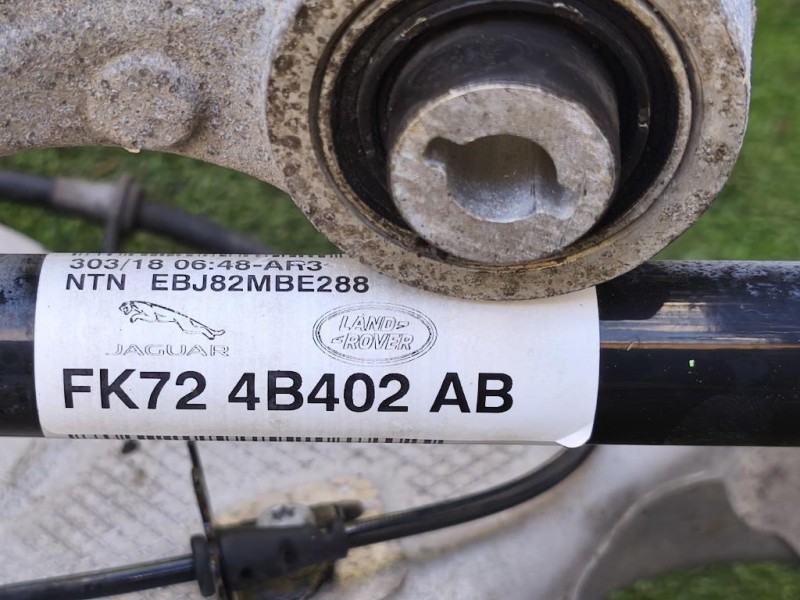 303/18 06:48-AR3
NTN EBJ82MBE288
JAGUAR
LAND-
-ROVER
FK72 4B402 AB